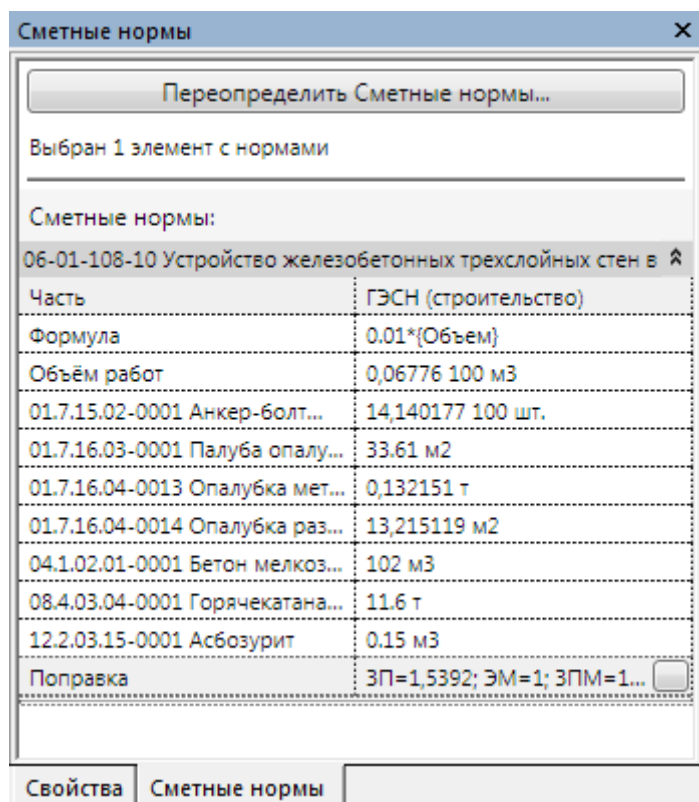 Сметные нормы
Переопределить Сметные нормы...
Выбран 1 элемент с нормами
Сметные нормы:
06-01-108-10 Устройство железобетонных трехслойных стен в
Часть ГЭСН (строительство)
Формула 0.01*{Объем}
Объём работ 0,06776 100 м3
01.7.15.02-0001 Анкер-болт... 14,140177 100 шт.
01.7.16.03-0001 Палуба опалу... 33.61 м2
01.7.16.04-0013 Опалубка мет... 0,132151 т
01.7.16.04-0014 Опалубка раз... 13,215119 м2
04.1.02.01-0001 Бетон мелкоз... 102 м3
08.4.03.04-0001 Горячекатана... 11.6 т
12.2.03.15-0001 Асбозурит 0.15 м3
Поправка ЗП=1,5392; ЭМ=1; ЗПМ=1...
Свойства Сметные нормы